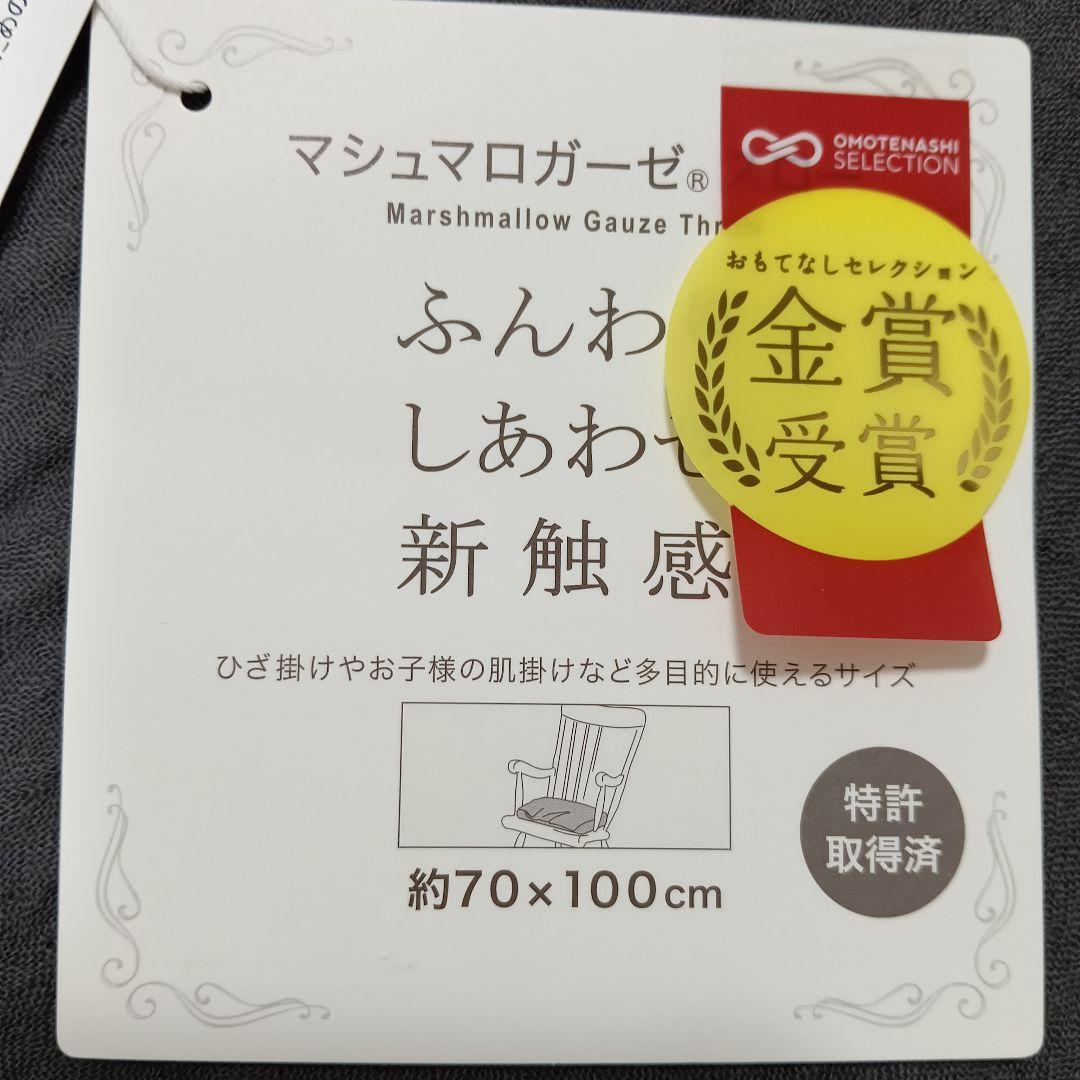 ための
マシュマロガーゼ®
Marshmallow Gauze
OMOTENASHI
SELECTION
おもてなしセレクション
金賞
受賞
ふんわ
しあわせ
新触感
ひざ掛けやお子様の肌掛けなど多目的に使えるサイズ
約70×100cm
特許
取得済